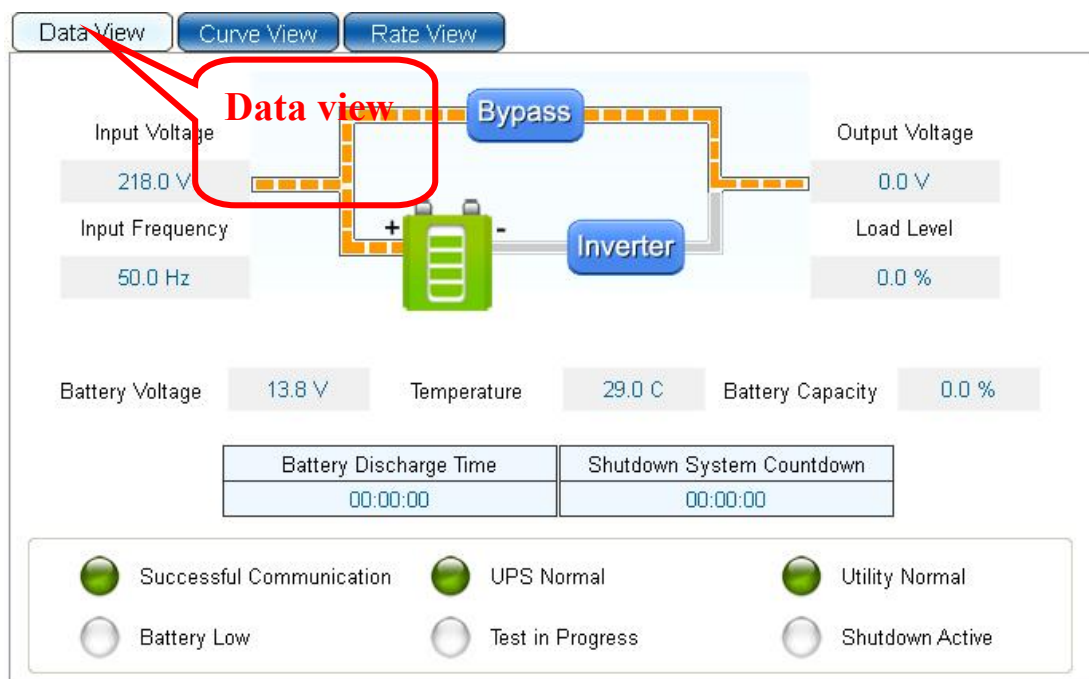 Data View Curve View Rate View
Data view
Bypass
Input Voltage Output Voltage
218.0 V 0.0 V
Input Frequency + - Inverter Load Level
50.0 Hz 0.0 %
Battery Voltage 13.8 V Temperature 29.0 C Battery Capacity 0.0 %
Battery Discharge Time Shutdown System Countdown
00:00:00 00:00:00
Successful Communication UPS Normal Utility Normal
Battery Low Test in Progress Shutdown Active